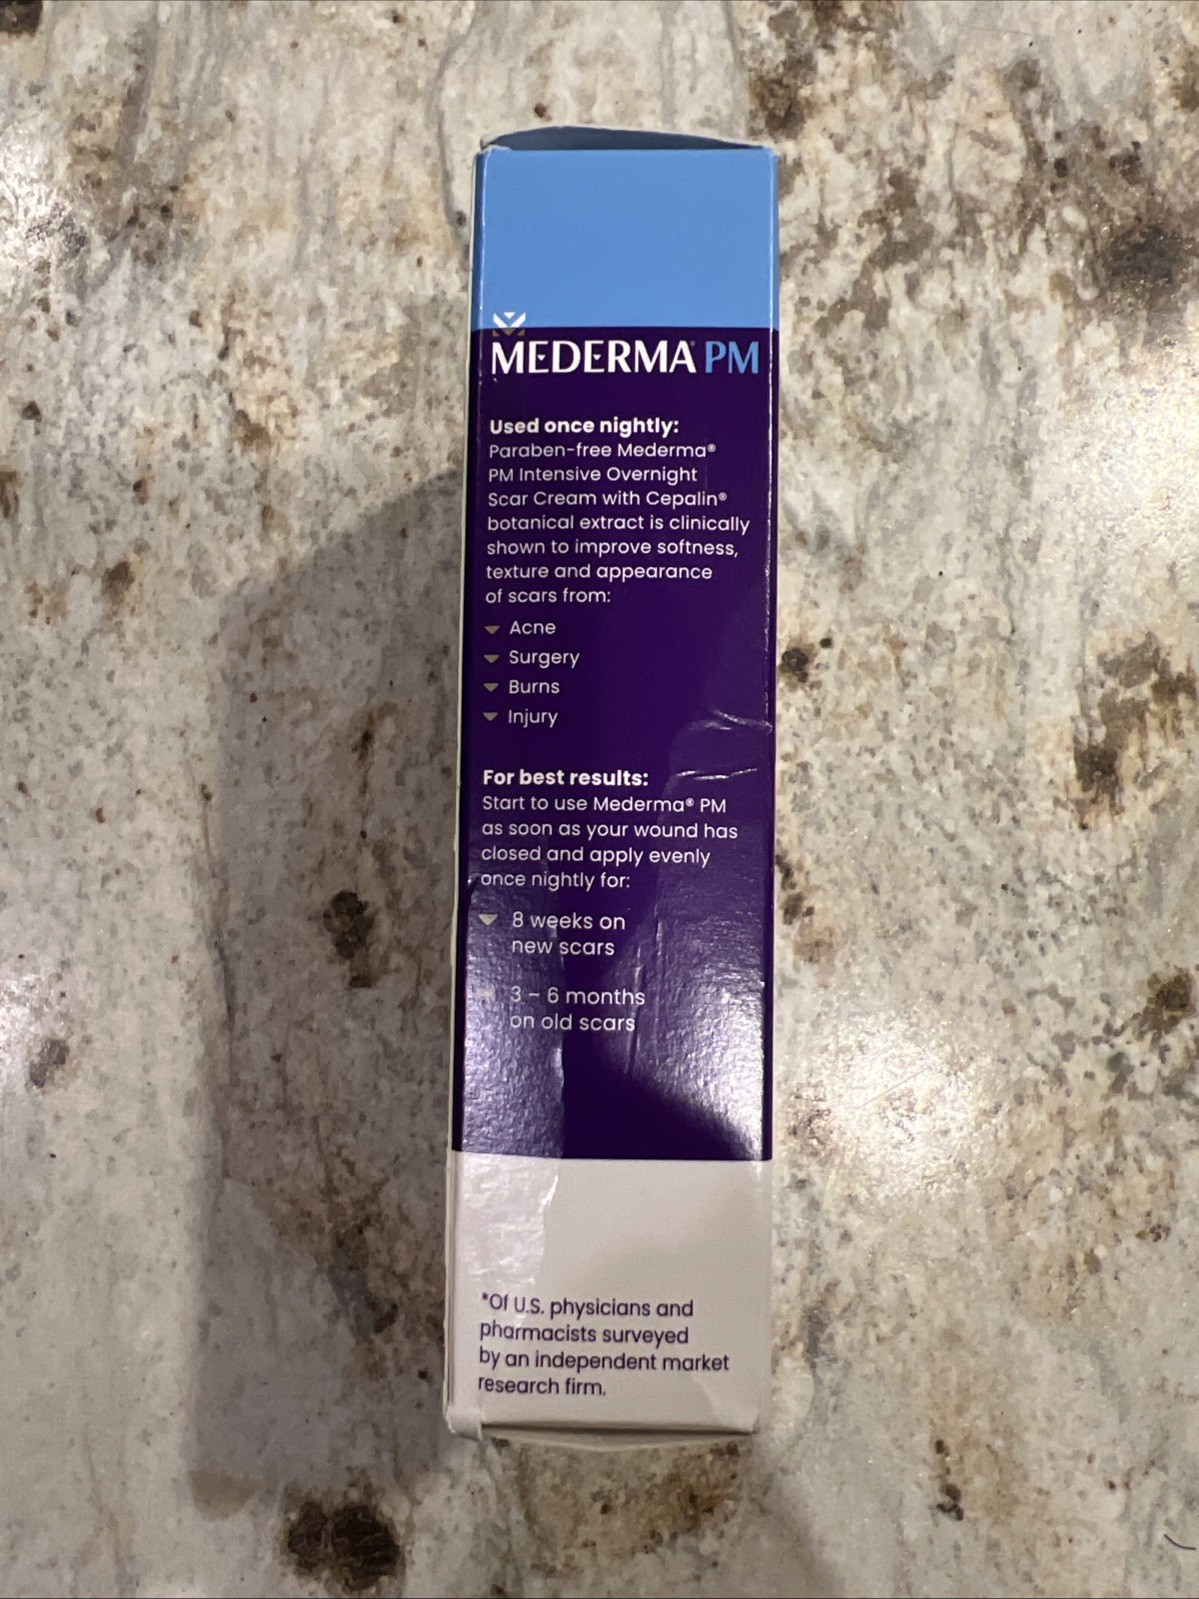 MEDERMA® PM
Used once nightly:
Paraben-free Mederma®
PM Intensive Overnight
Scar Cream with Cepalin®
botanical extract is clinically
shown to improve softness,
texture and appearance
of scars from:
Acne
Surgery
Burns
Injury
For best results:
Start to use Mederma® PM
as soon as your wound has
closed and apply evenly
once nightly for:
8 weeks on
new scars
3 – 6 months
on old scars
*Of U.S. physicians and
pharmacists surveyed
by an independent market
research firm.